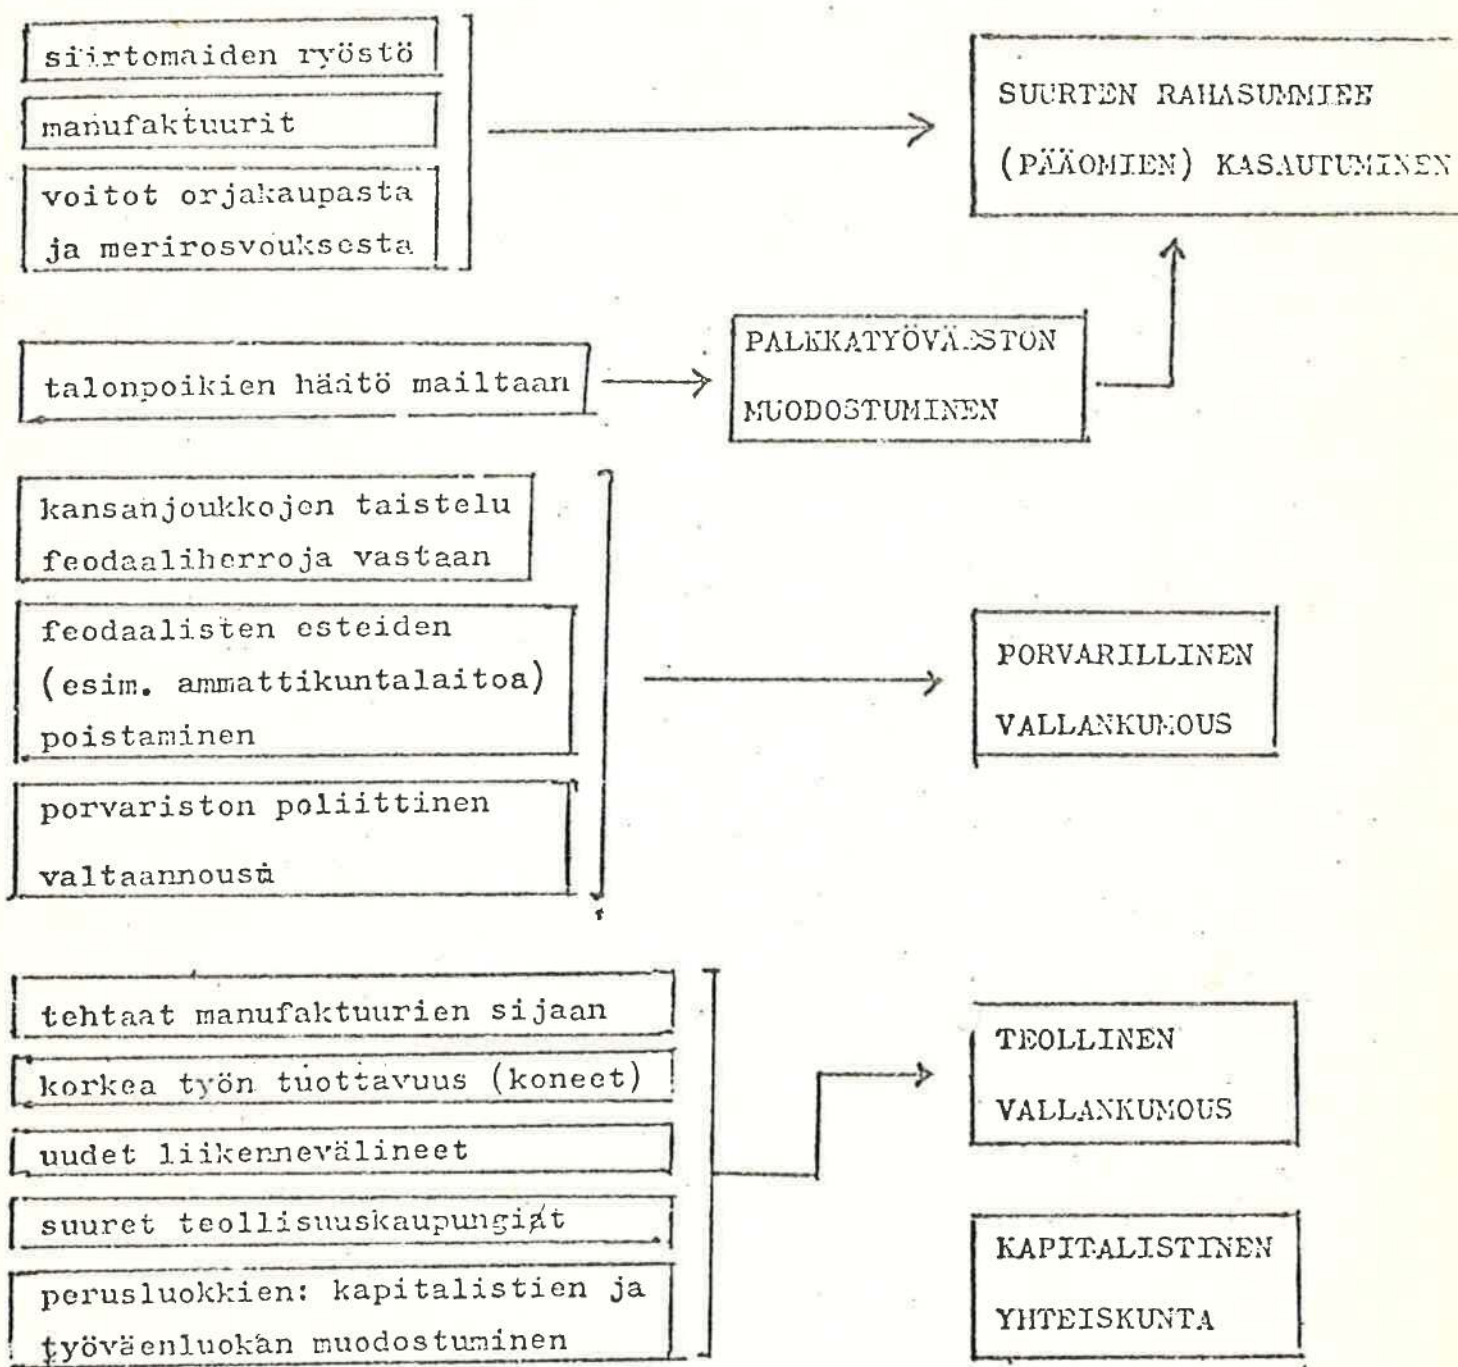 siirtomaiden ryöstö
manufaktuurit
voitot orjakaupasta
ja merirosvouksesta
SUURTEN RAHASUMMIEN
(PÄÄOMIEN) KASAUTUMINEN
talonpoikien häätö mailtaan
PALKKATYÖVÄESTÖN
MUODOSTUMINEN
kansanjoukkojen taistelu
feodaaliherroja vastaan
feodaalisten esteiden
(esim. ammattikuntalaitoa)
poistaminen
porvariston poliittinen
valtaannousu
PORVARILLINEN
VALLANKUMOUS
tehtaat manufaktuurien sijaan
korkea työn tuottavuus (koneet)
uudet liikennevälineet
suuret teollisuuskaupungit
perusluokkien: kapitalistien ja
työväenluokan muodostuminen
TEOLLINEN
VALLANKUMOUS
KAPITALISTINEN
YHTEISKUNTA